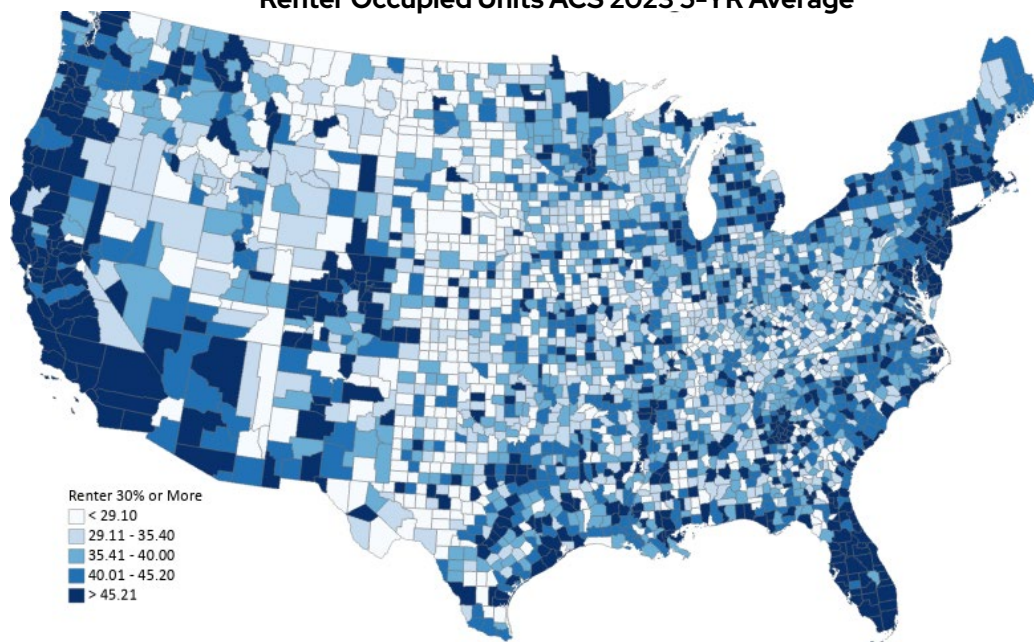 Renter Occupied Units ACS 2023 5-YR Average
Renter 30% or More
< 29.10
29.11 - 35.40
35.41 - 40.00
40.01 - 45.20
> 45.21